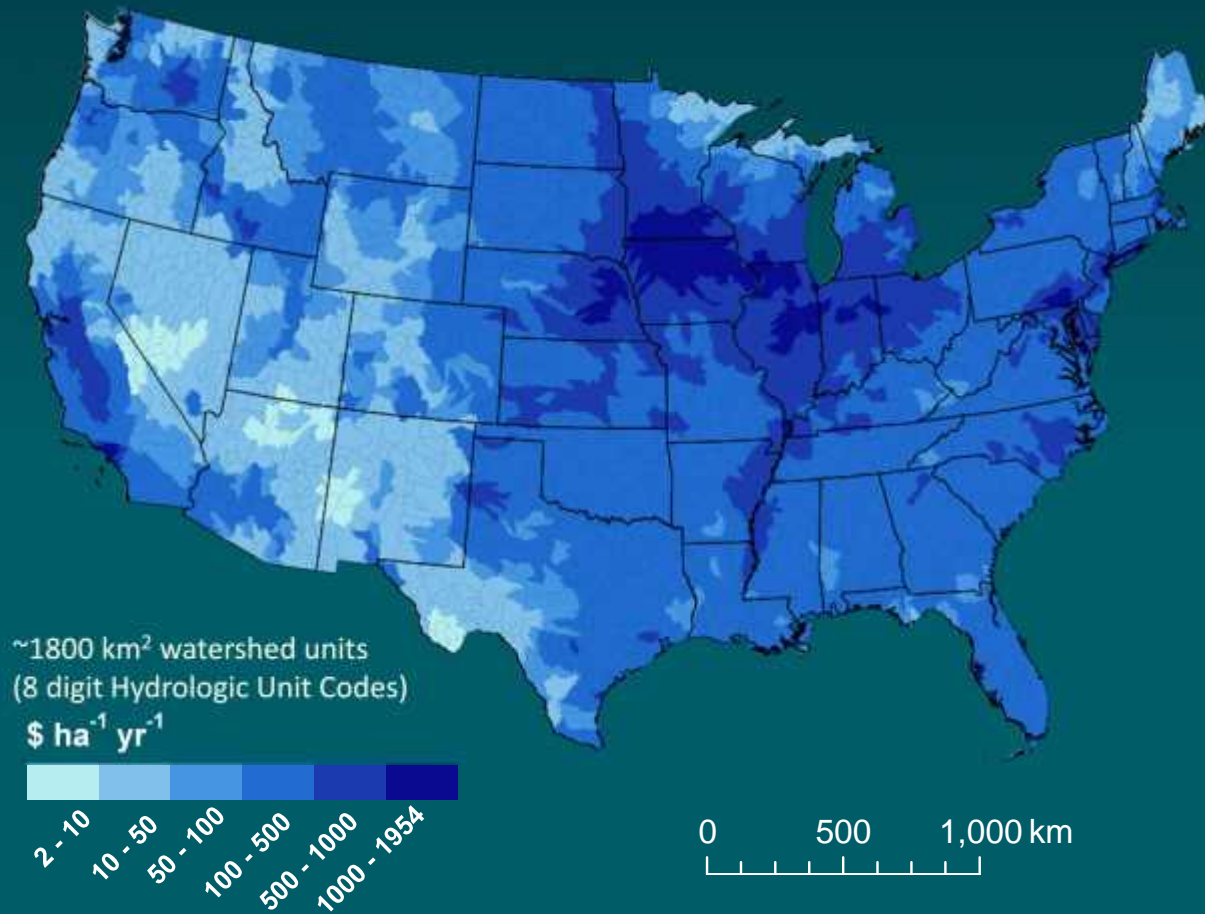 ~1800 km² watershed units
(8 digit Hydrologic Unit Codes)
$ ha⁻¹ yr⁻¹
2 - 10
10 - 50
50 - 100
100 - 500
500 - 1000
1000 - 1954
0 500 1,000 km